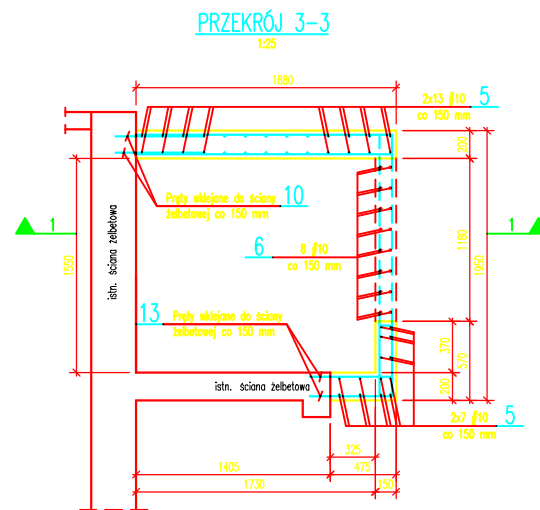 PRZEKRÓJ 3-3
1:25
1880
2x13 #10
co 150 mm
5
200
Pręty wklejane do ściany
żelbetowej co 150 mm
10
1
1
istn. ściana żelbetowa
1550
6
8 #10
co 150 mm
1180
1950
13
Pręty wklejane do ściany
żelbetowej co 150 mm
370
570
200
istn. ściana żelbetowa
2x7 #10
co 150 mm
5
325
1405
475
1730
150